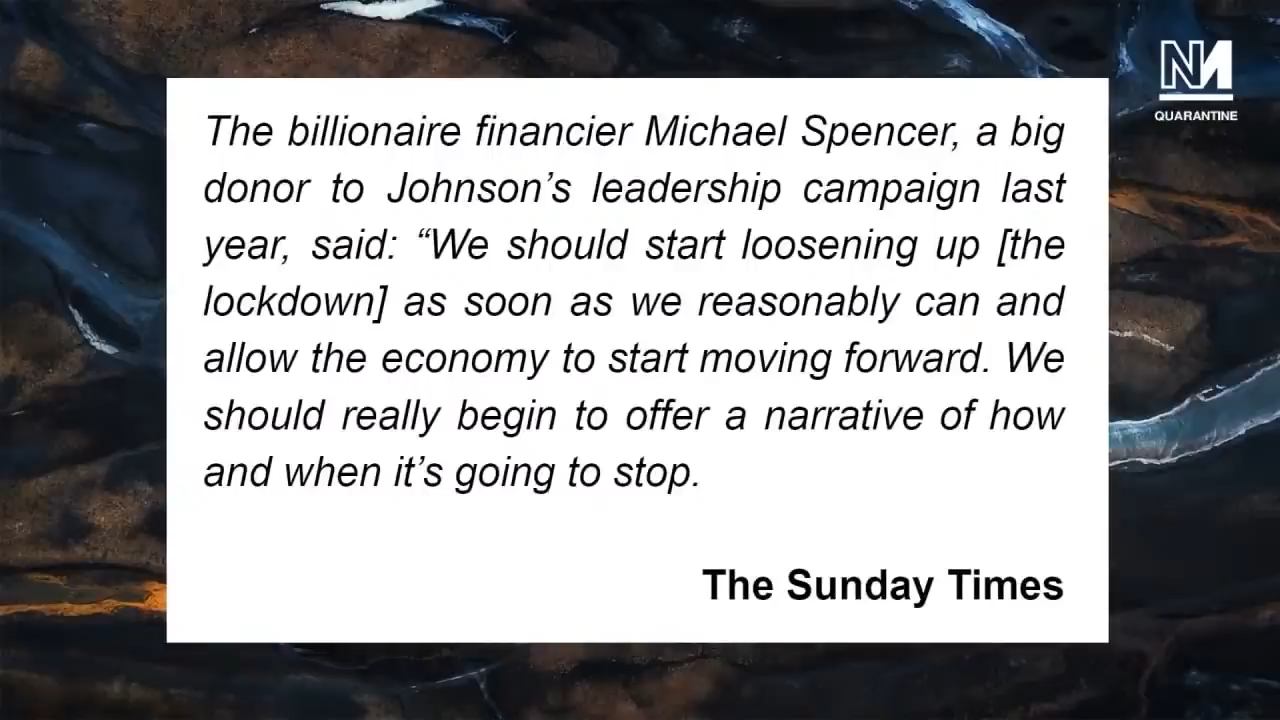 The billionaire financier Michael Spencer, a big
donor to Johnson’s leadership campaign last
year, said: “We should start loosening up [the
lockdown] as soon as we reasonably can and
allow the economy to start moving forward. We
should really begin to offer a narrative of how
and when it’s going to stop.
The Sunday Times
NM
QUARANTINE